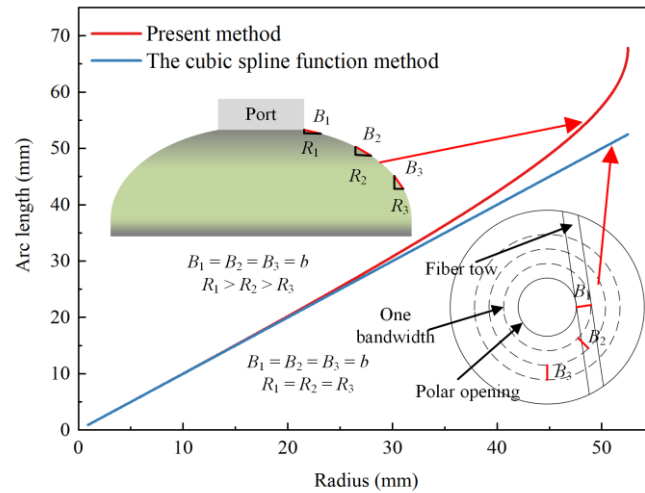 Present method
The cubic spline function method
Port
B₁
R₁
B₂
R₂
B₃
R₃
B₁ = B₂ = B₃ = b
R₁ > R₂ > R₃
Fiber tow
One
bandwidth
Polar opening
B₁
B₂
B₃
B₁ = B₂ = B₃ = b
R₁ = R₂ = R₃
70
60
50
40
30
20
10
0
Arc length (mm)
0 10 20 30 40 50
Radius (mm)